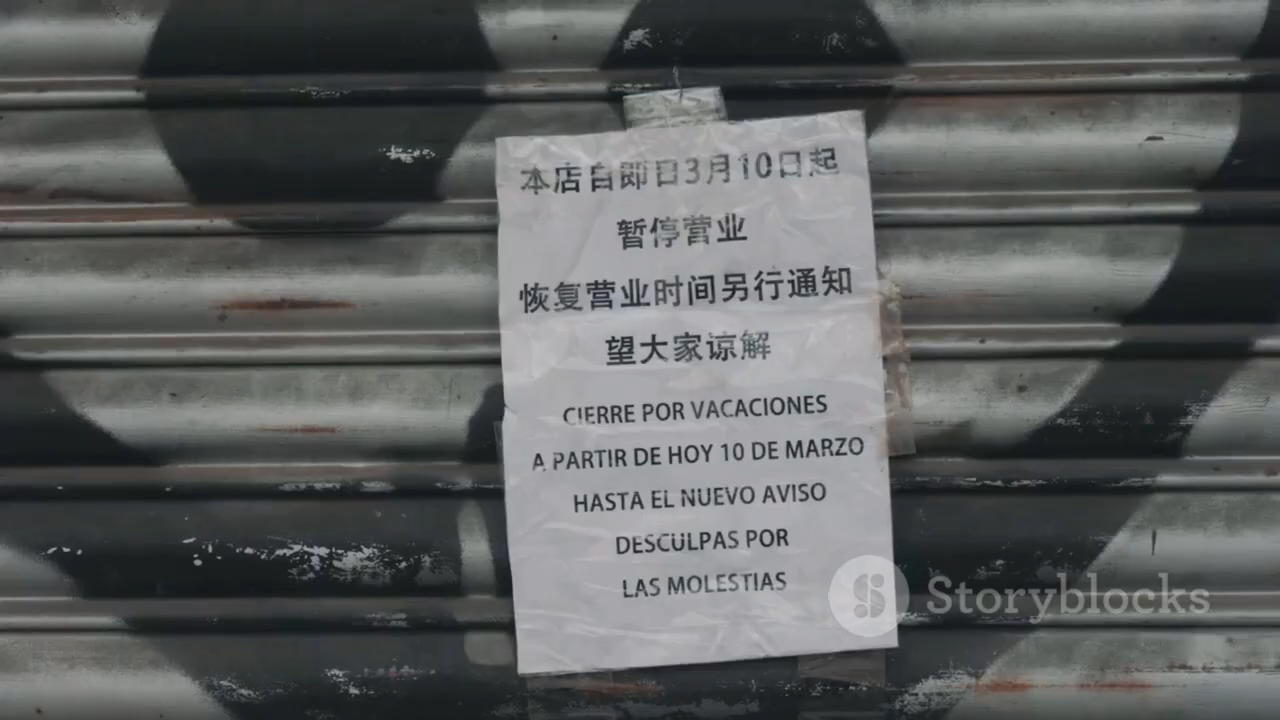 本店自即日3月10日起
暂停营业
恢复营业时间另行通知
望大家谅解
CIERRE POR VACACIONES
A PARTIR DE HOY 10 DE MARZO
HASTA EL NUEVO AVISO
DESCULPAS POR
LAS MOLESTIAS
Storyblocks